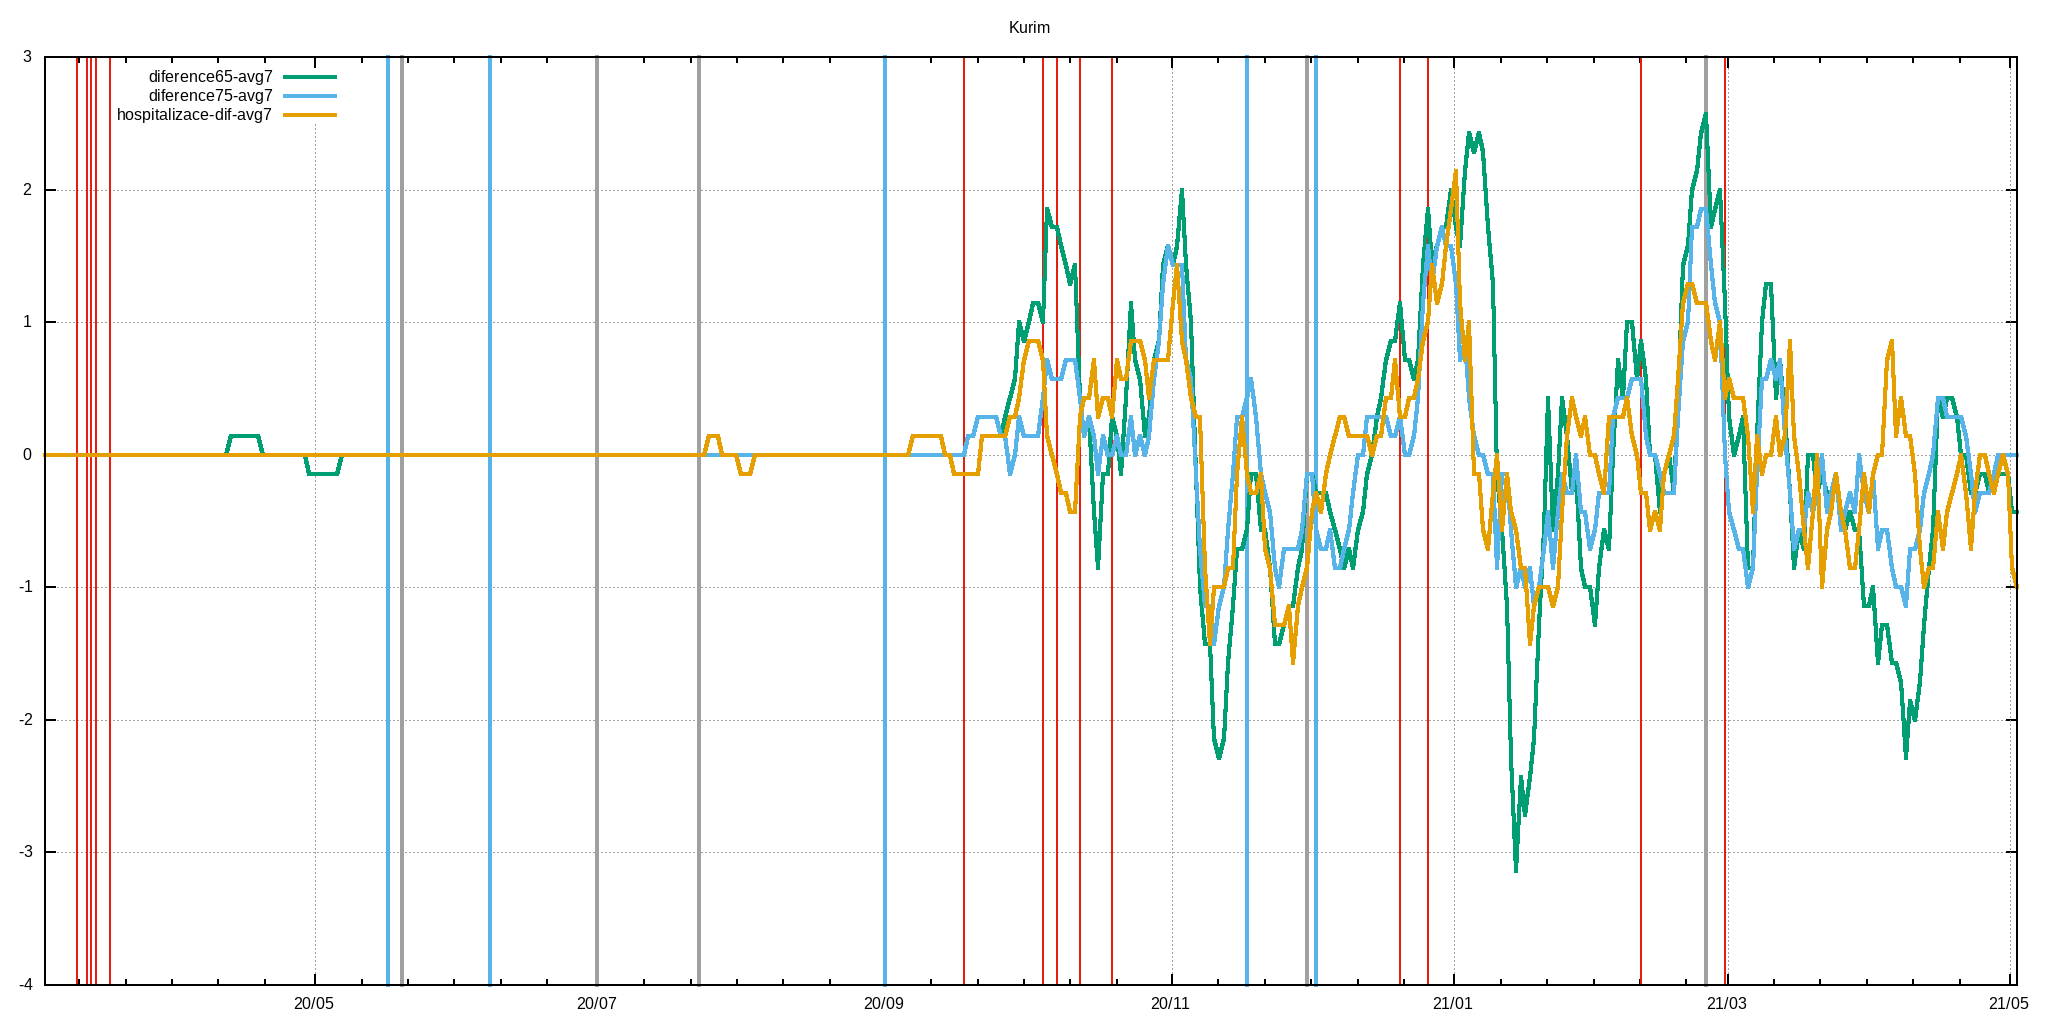 Kurim
3
diference65-avg7
diference75-avg7
hospitalizace-dif-avg7
2
1
0
-1
-2
-3
-4
20/05 20/07 20/09 20/11 21/01 21/03 21/05